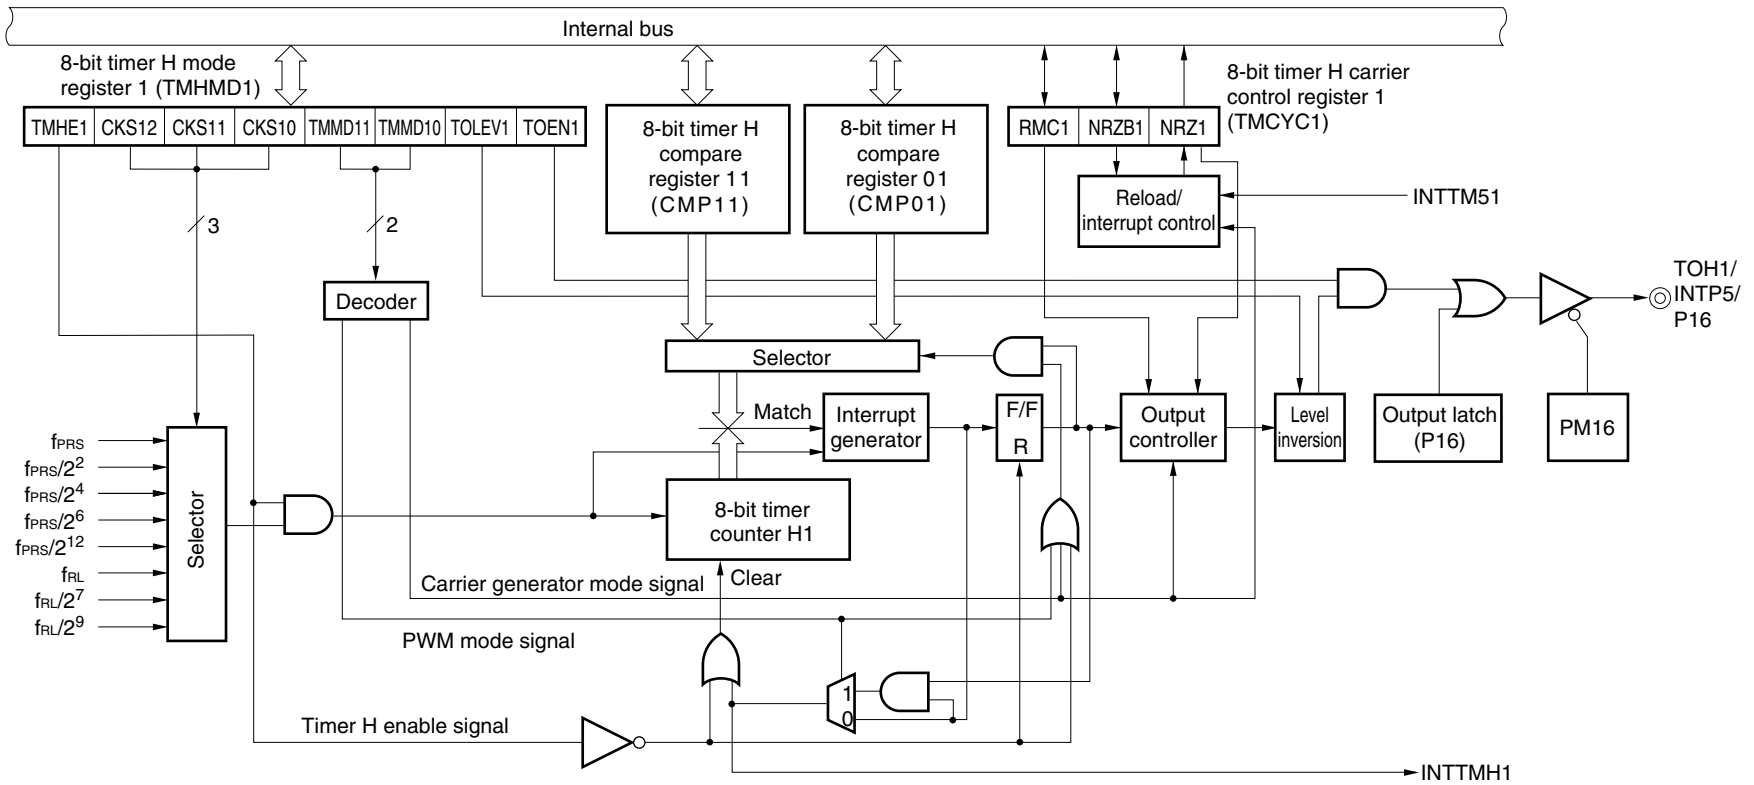 Internal bus
8-bit timer H mode
register 1 (TMHMD1)
8-bit timer H carrier
control register 1
(TMCYC1)
TMHE1 CKS12 CKS11 CKS10 TMMD11 TMMD10 TOLEV1 TOEN1
8-bit timer H
compare
register 11
(CMP11)
8-bit timer H
compare
register 01
(CMP01)
RMC1 NRZB1 NRZ1
Reload/
interrupt control
INTTM51
3
2
Decoder
TOH1/
INTP5/
P16
Selector
Match
Interrupt
generator
F/F
R
Output
controller
Level
inversion
Output latch
(P16)
PM16
fPRS
fPRS/2^2
fPRS/2^4
fPRS/2^6
fPRS/2^12
fRL
fRL/2^7
fRL/2^9
Selector
8-bit timer
counter H1
Carrier generator mode signal
Clear
PWM mode signal
1
0
Timer H enable signal
INTTMH1